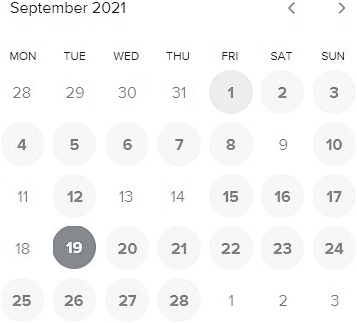 September 2021
MON TUE WED THU FRI SAT SUN
28 29 30 31 1 2 3
4 5 6 7 8 9 10
11 12 13 14 15 16 17
18 19 20 21 22 23 24
25 26 27 28 1 2 3